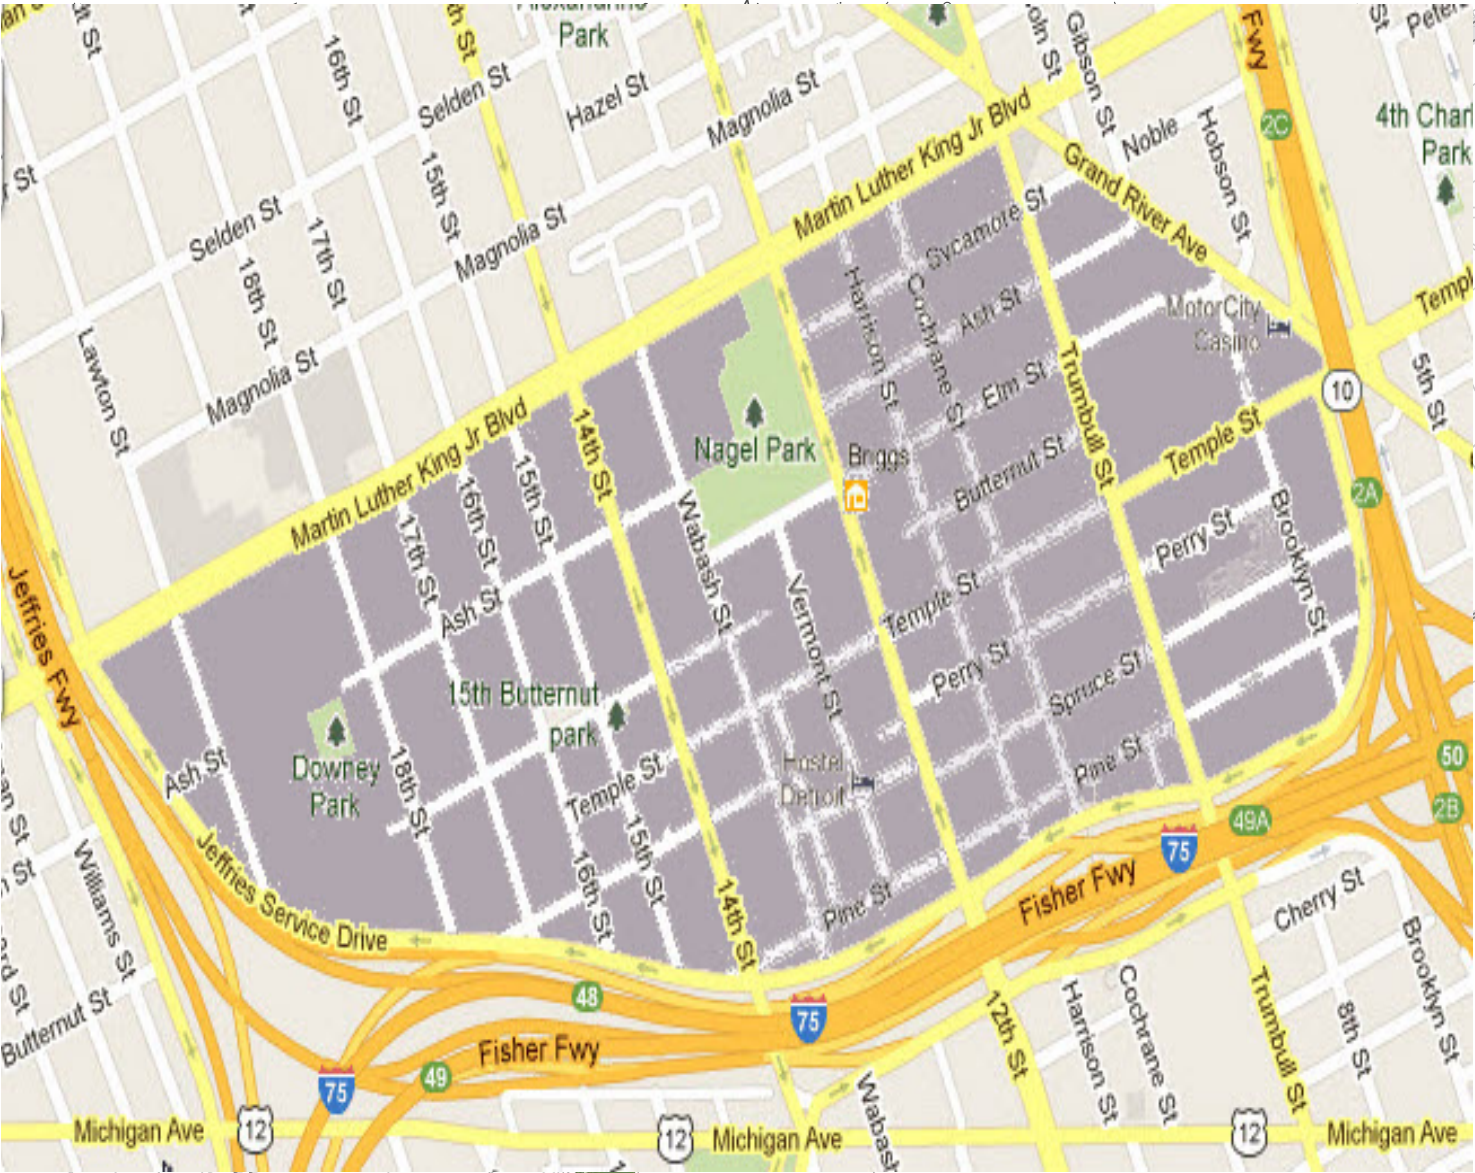 16th St
Selden St
Park
Hazel St
Magnolia St
Gibson St
Fwy
2C
4th
Park
Noble
Hobson St
Martin Luther King Jr Blvd
Grand River Ave
15th St
Selden St
17th St
18th St
Magnolia St
Sycamore St
Harrison St
Cochrane St
Ash St
MotorCity
Casino
Lawton St
Magnolia St
Elm St
Trumbull St
5th St
10
Martin Luther King Jr Blvd
14th St
Nagel Park
Briggs
Butternut St
Temple St
2A
15th St
16th St
17th St
Wabash St
Perry St
Brooklyn St
Jeffries Fwy
Ash St
Vermont St
Temple St
Perry St
Spruce St
15th Butternut
park
Downey
Park
Ash St
18th St
Temple St
Hostel
Detroit
Pine St
50
2B
49A
75
Jeffries Service Drive
15th St
16th St
14th St
Pine St
Fisher Fwy
Williams St
Cherry St
Brooklyn St
Butternut St
48
75
Fisher Fwy
49
75
12th St
Harrison St
Cochrane St
Trumbull St
8th St
Wabash
Michigan Ave
12
12
Michigan Ave
12
Michigan Ave